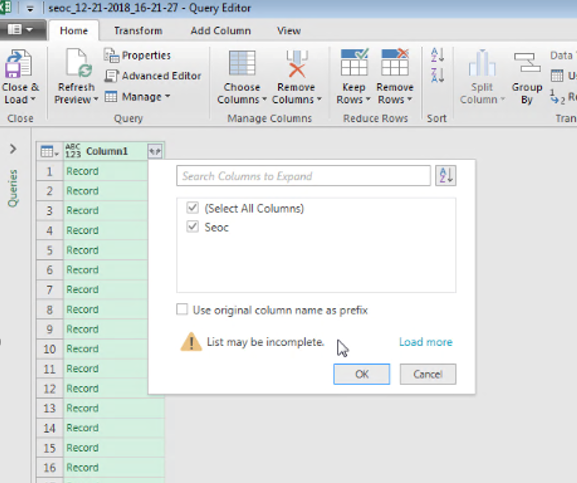 seoc_12-21-2018_16-21-27 - Query Editor
Home Transform Add Column View
Close & Load
Refresh Preview
Properties
Advanced Editor
Manage
Choose Columns
Remove Columns
Keep Rows
Remove Rows
Split Column
Group By
Data
Close Query Manage Columns Reduce Rows Sort
Queries
ABC 123 Column1
Search Columns to Expand
(Select All Columns)
Seoc
Use original column name as prefix
List may be incomplete. Load more
OK Cancel
1 Record
2 Record
3 Record
4 Record
5 Record
6 Record
7 Record
8 Record
9 Record
10 Record
11 Record
12 Record
13 Record
14 Record
15 Record
16 Record